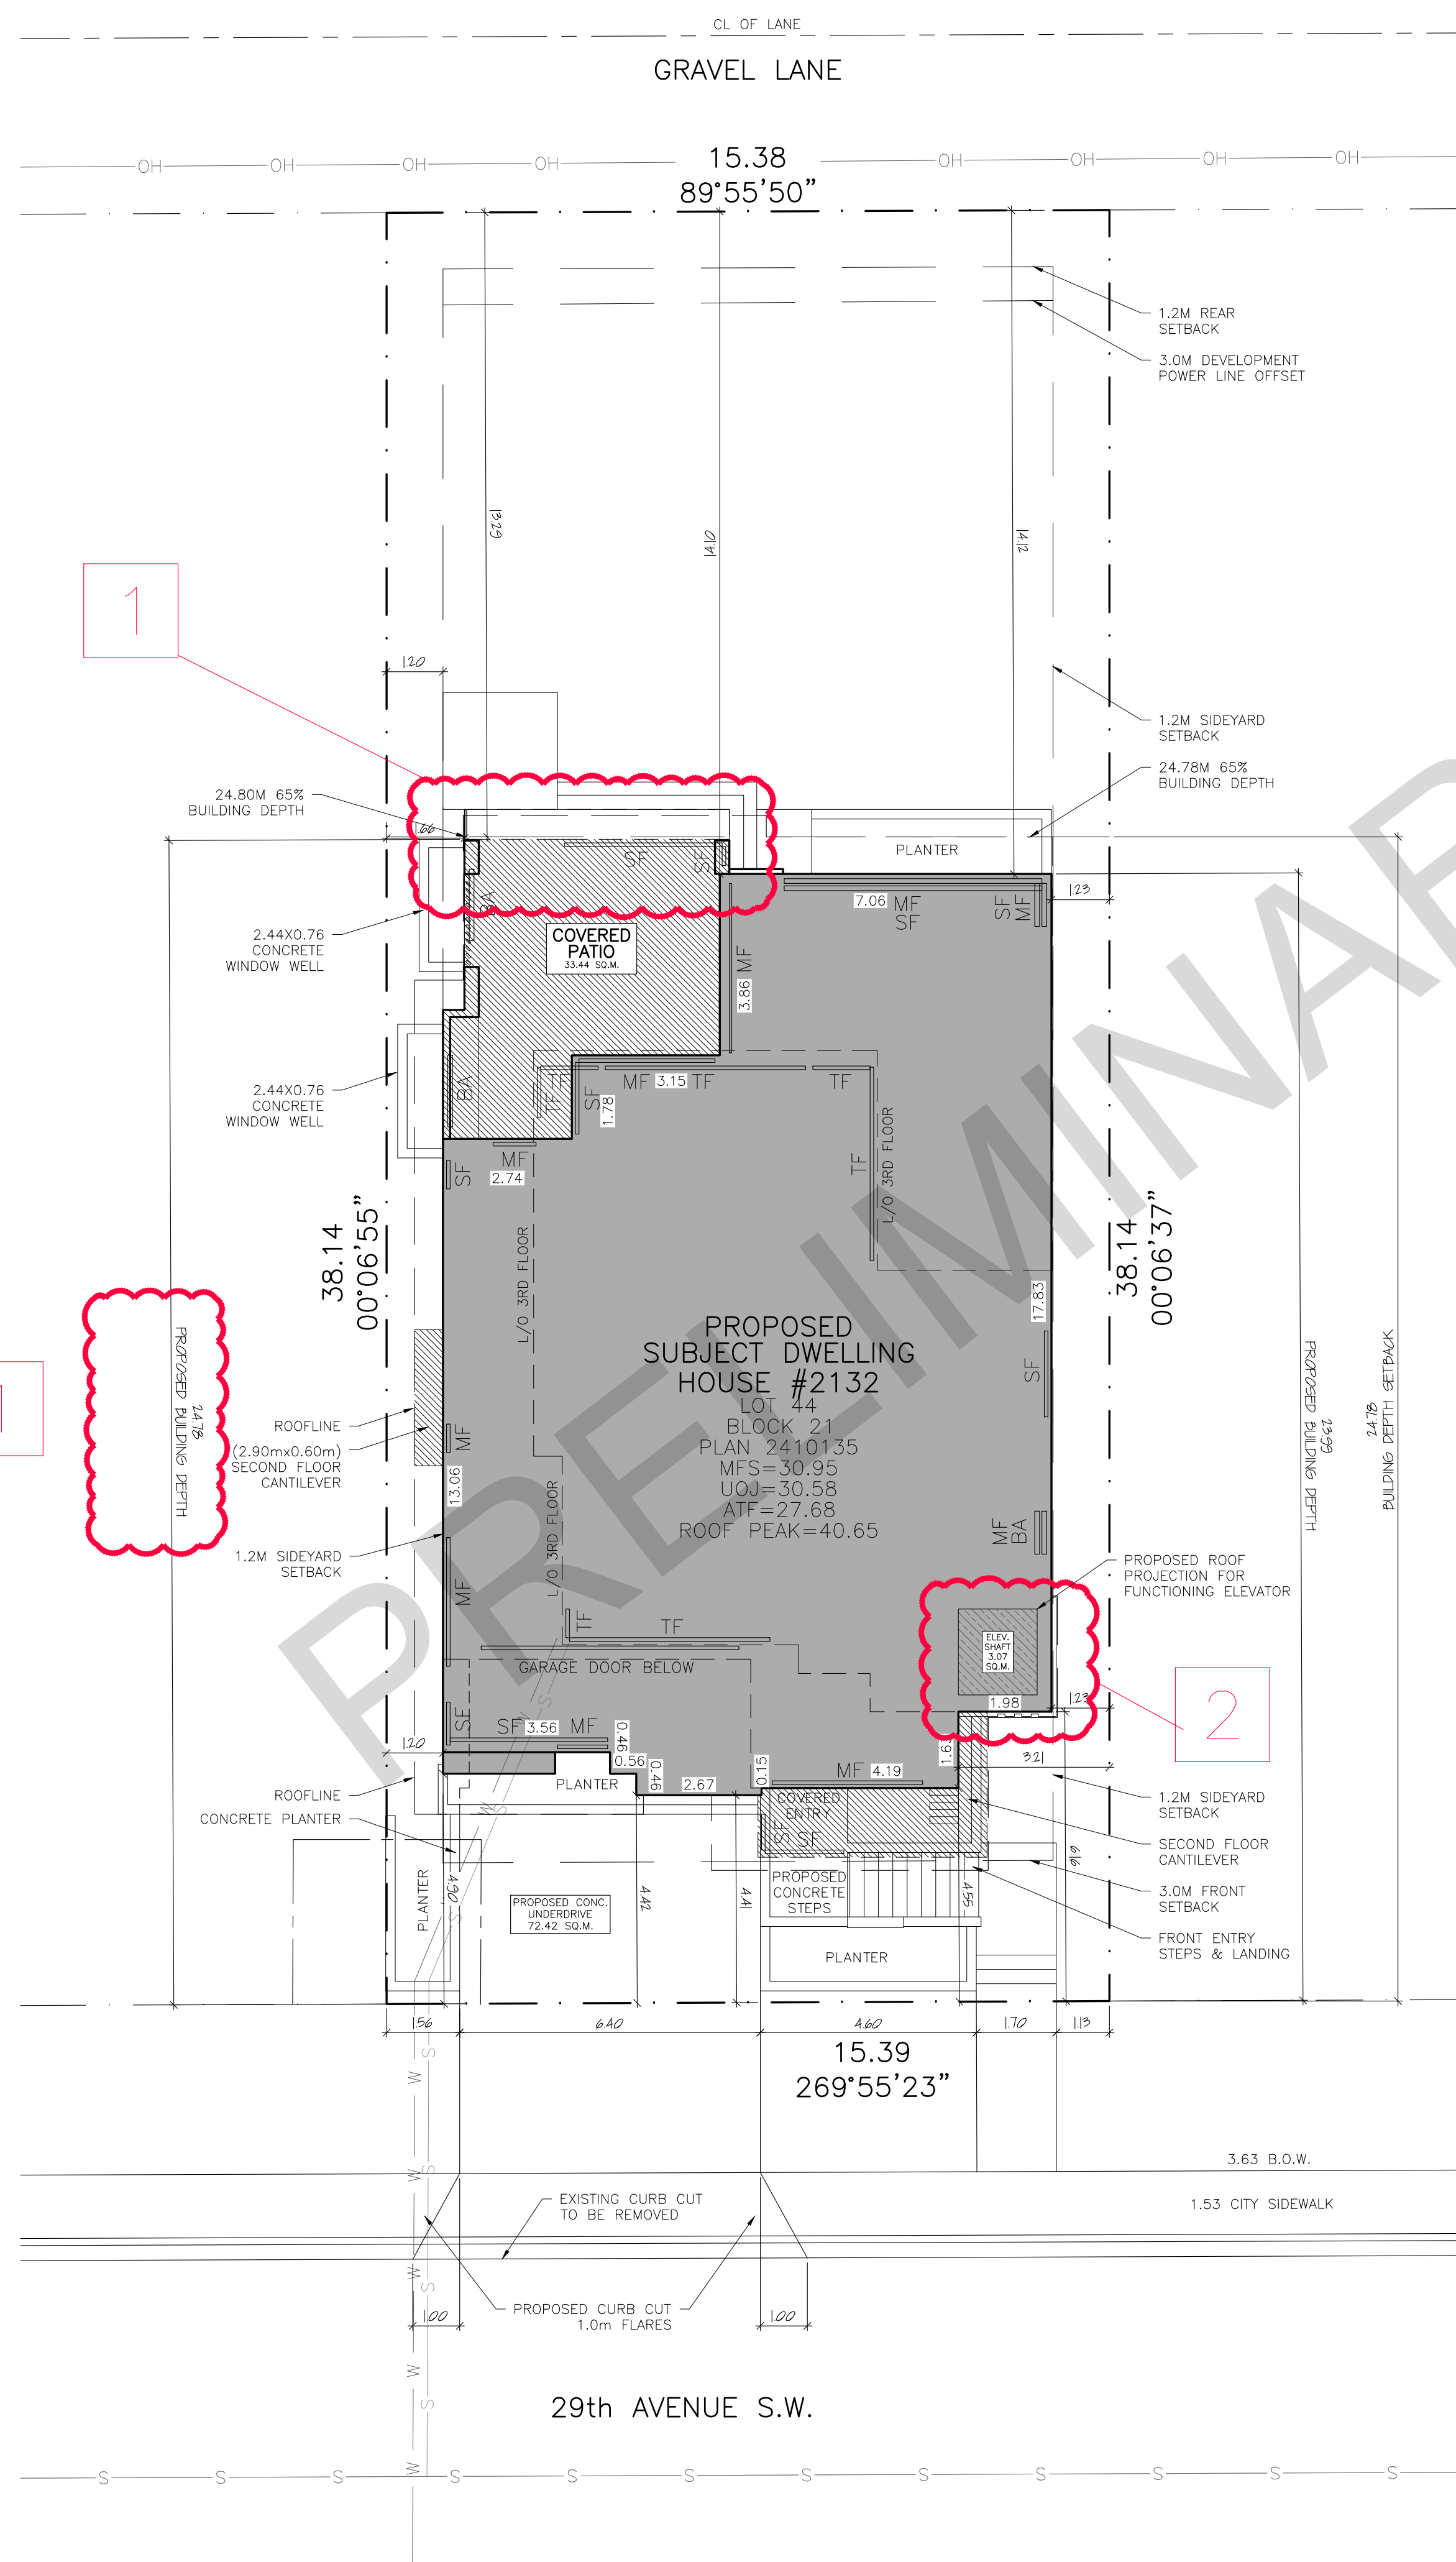 CL OF LANE
GRAVEL LANE
OH OH OH OH OH OH OH OH
15.38
89°55'50"
1.2M REAR
SETBACK
3.0M DEVELOPMENT
POWER LINE OFFSET
13.29
14.10
14.12
1
1.20
1.2M SIDEYARD
SETBACK
24.80M 65%
BUILDING DEPTH
24.78M 65%
BUILDING DEPTH
1.66
SF
SF
BA
PLANTER
7.06 MF
SF
SF
MF
1.23
2.44X0.76
CONCRETE
WINDOW WELL
COVERED
PATIO
33.44 SQ.M.
3.86 MF
2.44X0.76
CONCRETE
WINDOW WELL
BA
TF
TF
SF
1.78
MF 3.15 TF
TF
TF
L/O 3RD FLOOR
MF
2.74
SF
38.14
00°06'55"
38.14
00°06'37"
L/O 3RD FLOOR
17.83
SF
PROPOSED
SUBJECT DWELLING
HOUSE #2132
LOT 44
BLOCK 21
PLAN 2410135
MFS=30.95
UOJ=30.58
ATF=27.68
ROOF PEAK=40.65
PRELIMINAR
24.78
PROPOSED BUILDING DEPTH
1
23.99
PROPOSED BUILDING DEPTH
24.78
BUILDING DEPTH SETBACK
ROOFLINE
(2.90mx0.60m)
SECOND FLOOR
CANTILEVER
MF
13.06
L/O 3RD FLOOR
MF
BA
1.2M SIDEYARD
SETBACK
MF
TF
TF
PROPOSED ROOF
PROJECTION FOR
FUNCTIONING ELEVATOR
ELEV.
SHAFT
3.07
SQ.M.
GARAGE DOOR BELOW
1.98
1.23
2
SF
SF 3.56 MF
0.46
0.56
0.46
2.67
0.15
MF 4.19
1.63
3.21
1.20
PLANTER
ROOFLINE
CONCRETE PLANTER
COVERED
ENTRY
SF
SF
1.2M SIDEYARD
SETBACK
SECOND FLOOR
CANTILEVER
3.0M FRONT
SETBACK
FRONT ENTRY
STEPS & LANDING
6.16
PLANTER
4.90
PROPOSED CONC.
UNDERDRIVE
72.42 SQ.M.
4.42
4.41
PROPOSED
CONCRETE
STEPS
4.55
PLANTER
W S
W S
S
S
1.56
6.40
4.60
1.70
1.13
15.39
269°55'23"
S
W
W S
3.63 B.O.W.
1.53 CITY SIDEWALK
EXISTING CURB CUT
TO BE REMOVED
W
S
W
S
PROPOSED CURB CUT
1.0m FLARES
1.00
1.00
W
S
29th AVENUE S.W.
W
S S S S S S S S S S S S